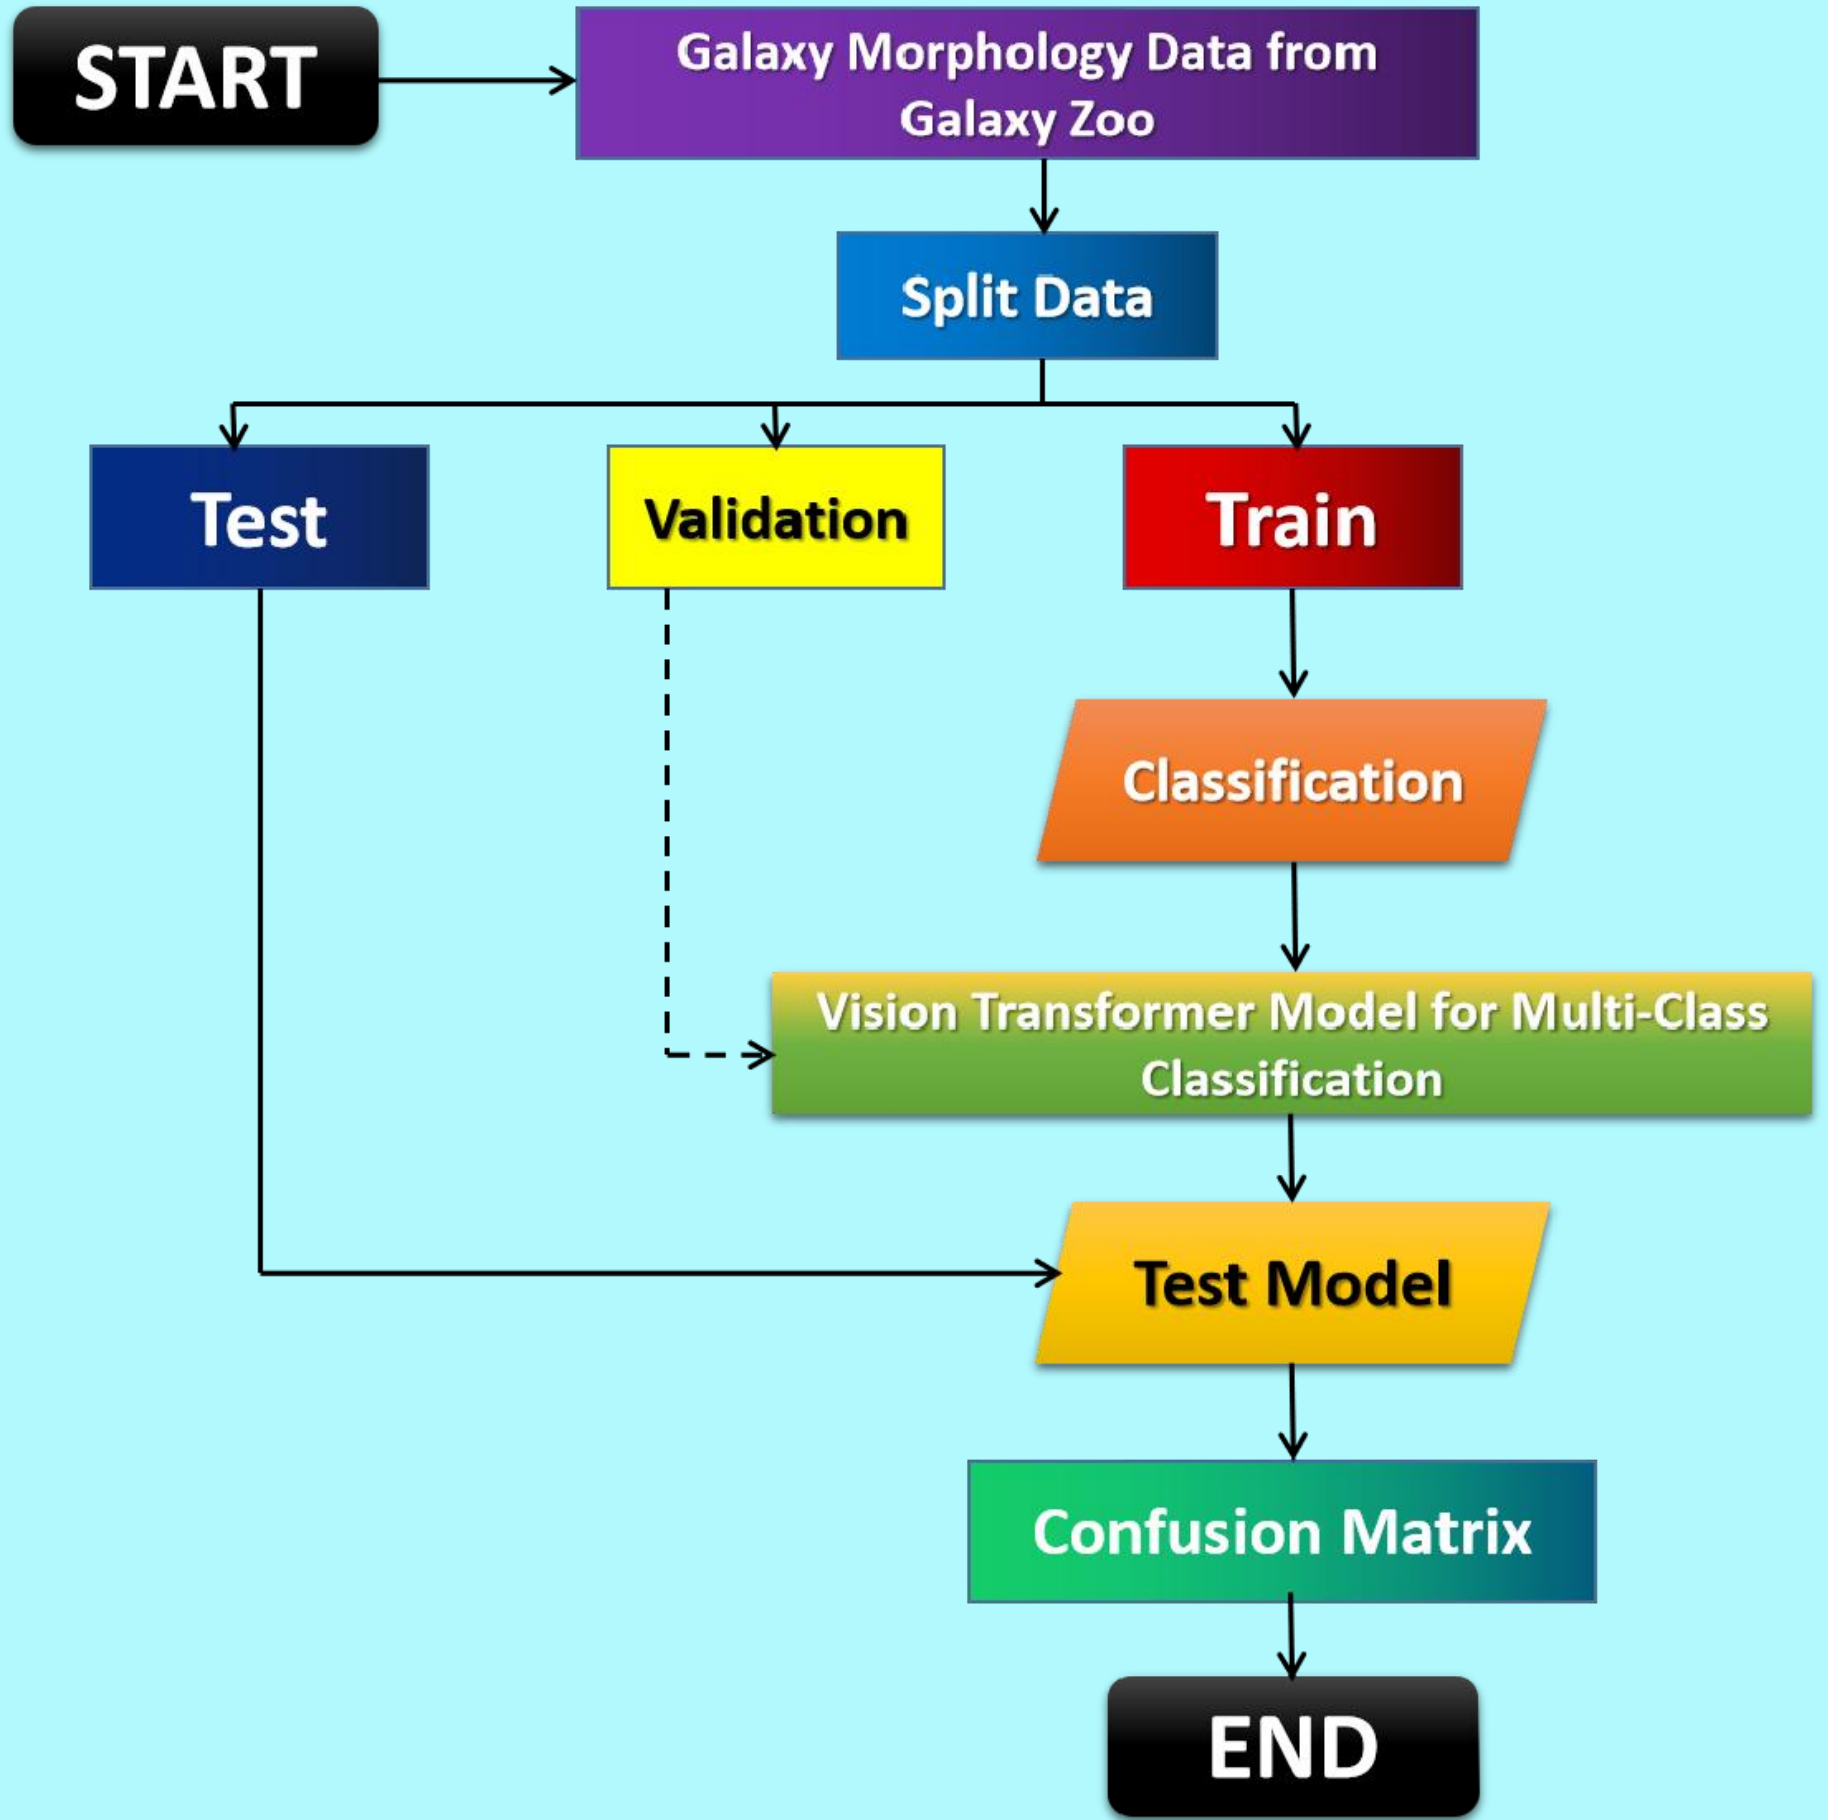 START
Galaxy Morphology Data from
Galaxy Zoo
Split Data
Test
Validation
Train
Classification
Vision Transformer Model for Multi-Class
Classification
Test Model
Confusion Matrix
END